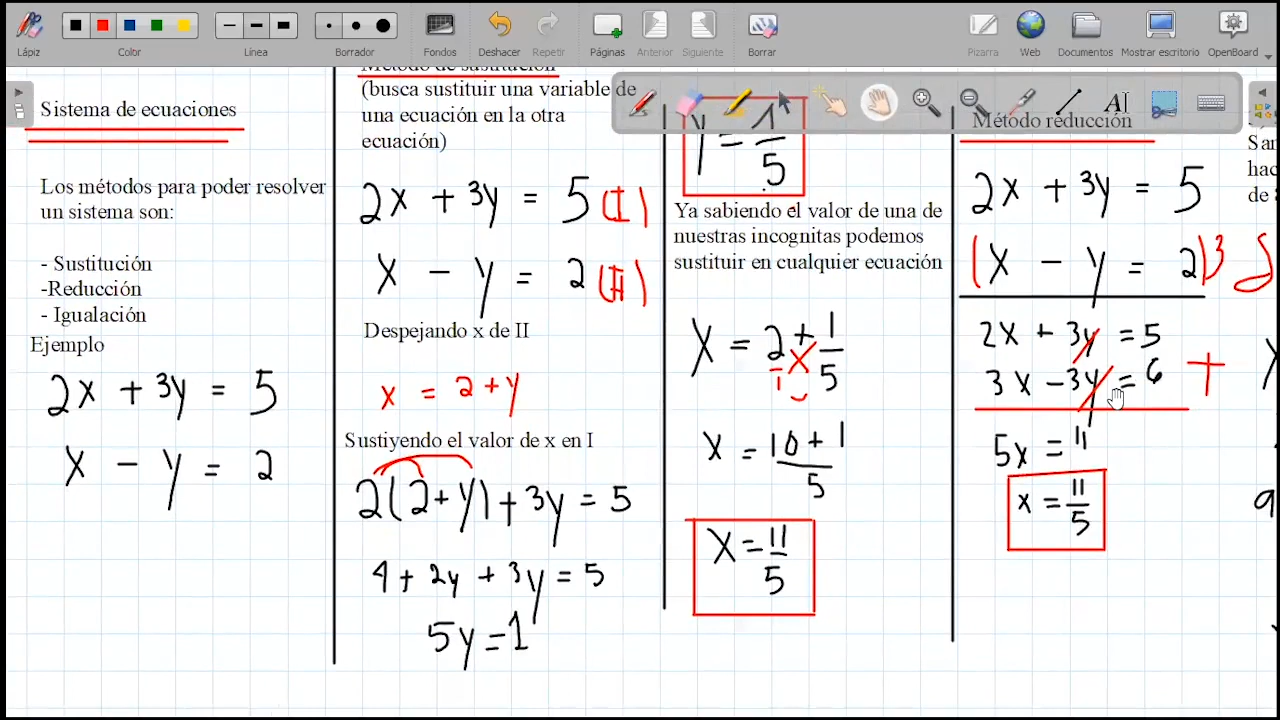 Lápiz
Color
Línea
Borrador
Fondos
Deshacer
Repetir
Páginas
Anterior
Siguiente
Borrar
Pizarra
Web
Documentos
Mostrar escritorio
OpenBoard
Sistema de ecuaciones
Los métodos para poder resolver
un sistema son:
- Sustitución
-Reducción
- Igualación
Ejemplo
2x + 3y = 5
x - y = 2
Método de sustitución
(busca sustituir una variable de
una ecuación en la otra
ecuación)
2x + 3y = 5 (I)
x - y = 2 (II)
Despejando x de II
x = 2 + y
Sustiyendo el valor de x en I
2(2+y)+3y = 5
4 + 2y + 3y = 5
5y = 1
y = 1/5
Ya sabiendo el valor de una de
nuestras incognitas podemos
sustituir en cualquier ecuación
x = 2/1 + 1/5
x = 10+1/5
x = 11/5
Método reducción
2x + 3y = 5
(x - y = 2)3
2x + 3y = 5
3x - 3y = 6 +
5x = 11
x = 11/5